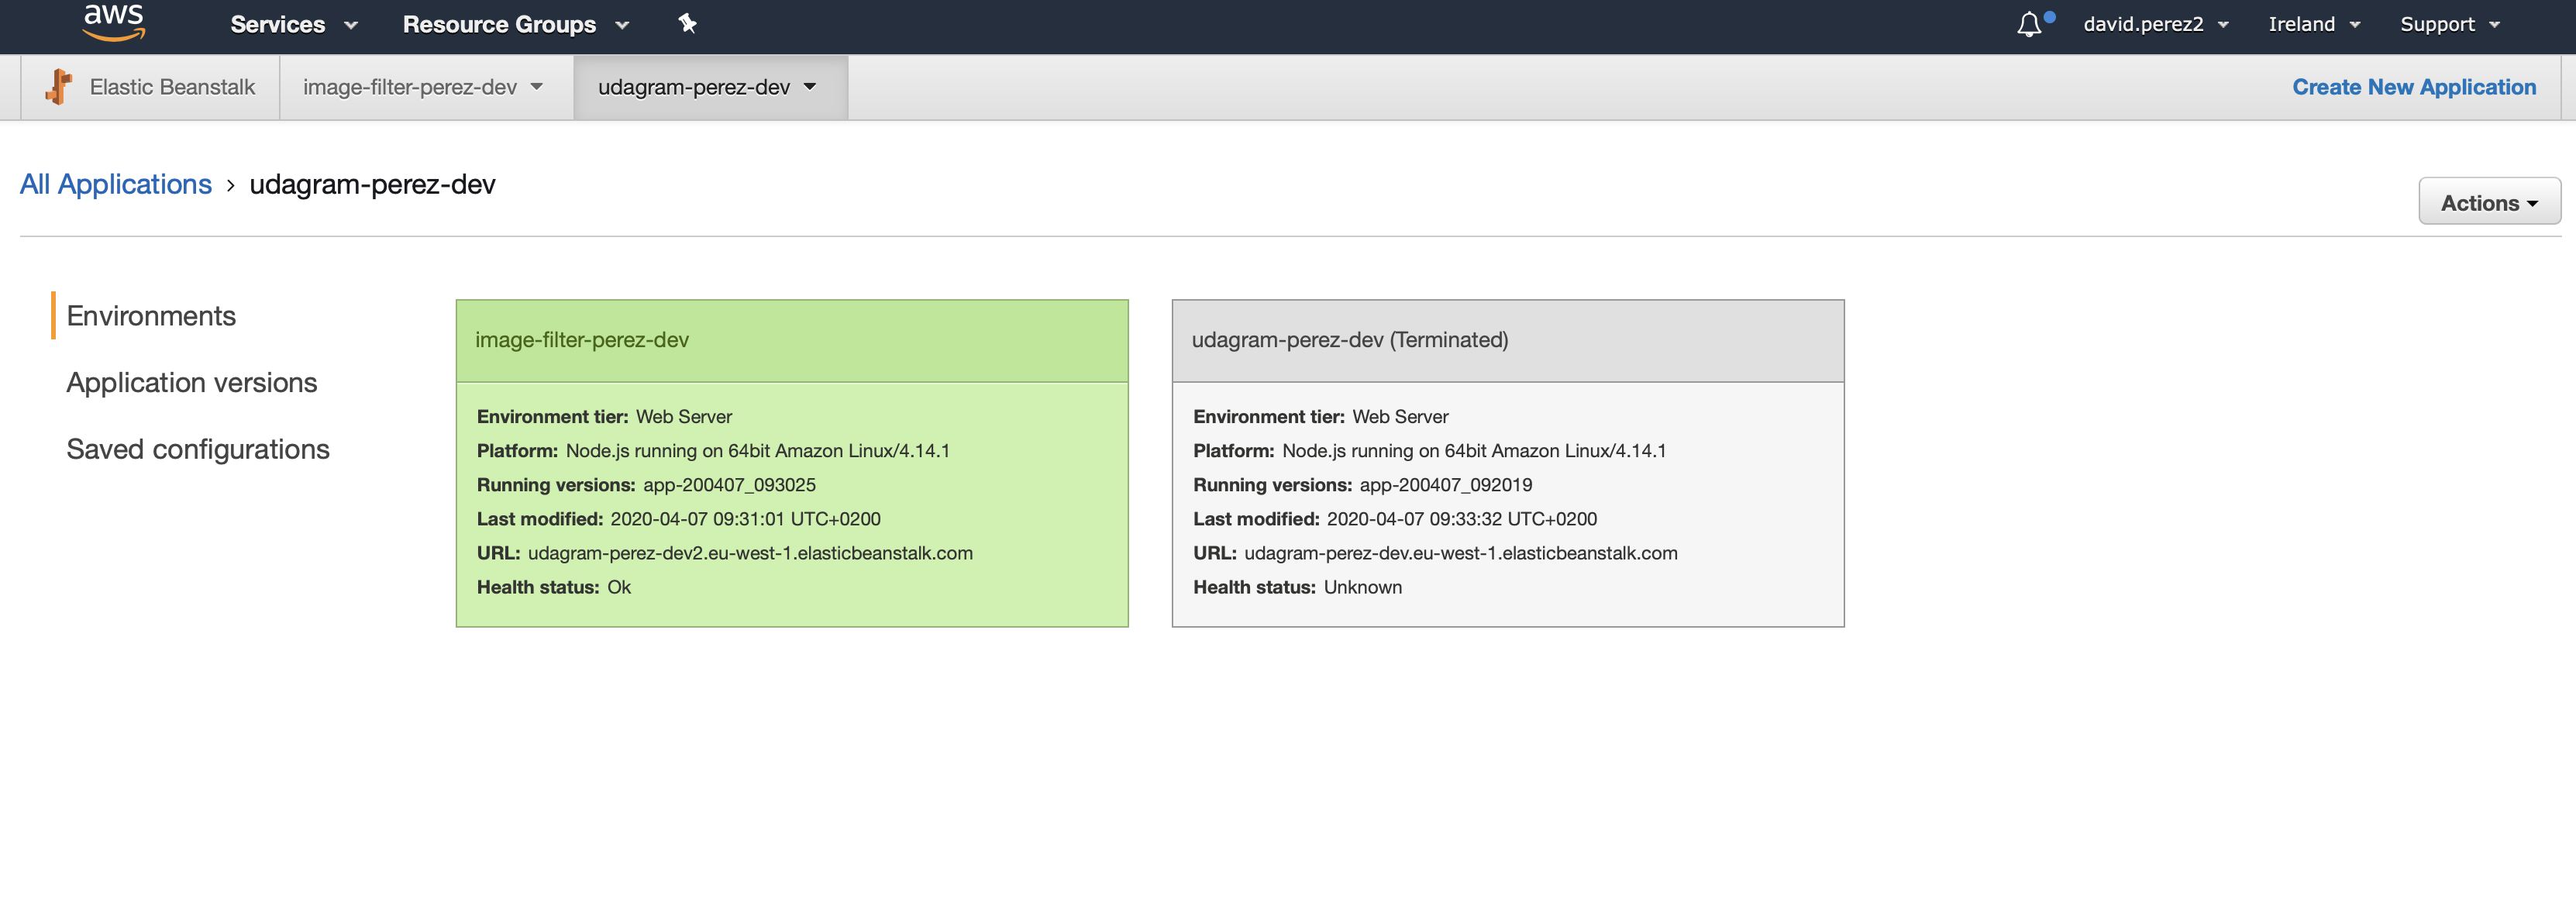 aws Services Resource Groups david.perez2 Ireland Support
Elastic Beanstalk image-filter-perez-dev udagram-perez-dev Create New Application
All Applications › udagram-perez-dev
Actions
Environments
Application versions
Saved configurations
image-filter-perez-dev
Environment tier: Web Server
Platform: Node.js running on 64bit Amazon Linux/4.14.1
Running versions: app-200407_093025
Last modified: 2020-04-07 09:31:01 UTC+0200
URL: udagram-perez-dev2.eu-west-1.elasticbeanstalk.com
Health status: Ok
udagram-perez-dev (Terminated)
Environment tier: Web Server
Platform: Node.js running on 64bit Amazon Linux/4.14.1
Running versions: app-200407_092019
Last modified: 2020-04-07 09:33:32 UTC+0200
URL: udagram-perez-dev.eu-west-1.elasticbeanstalk.com
Health status: Unknown